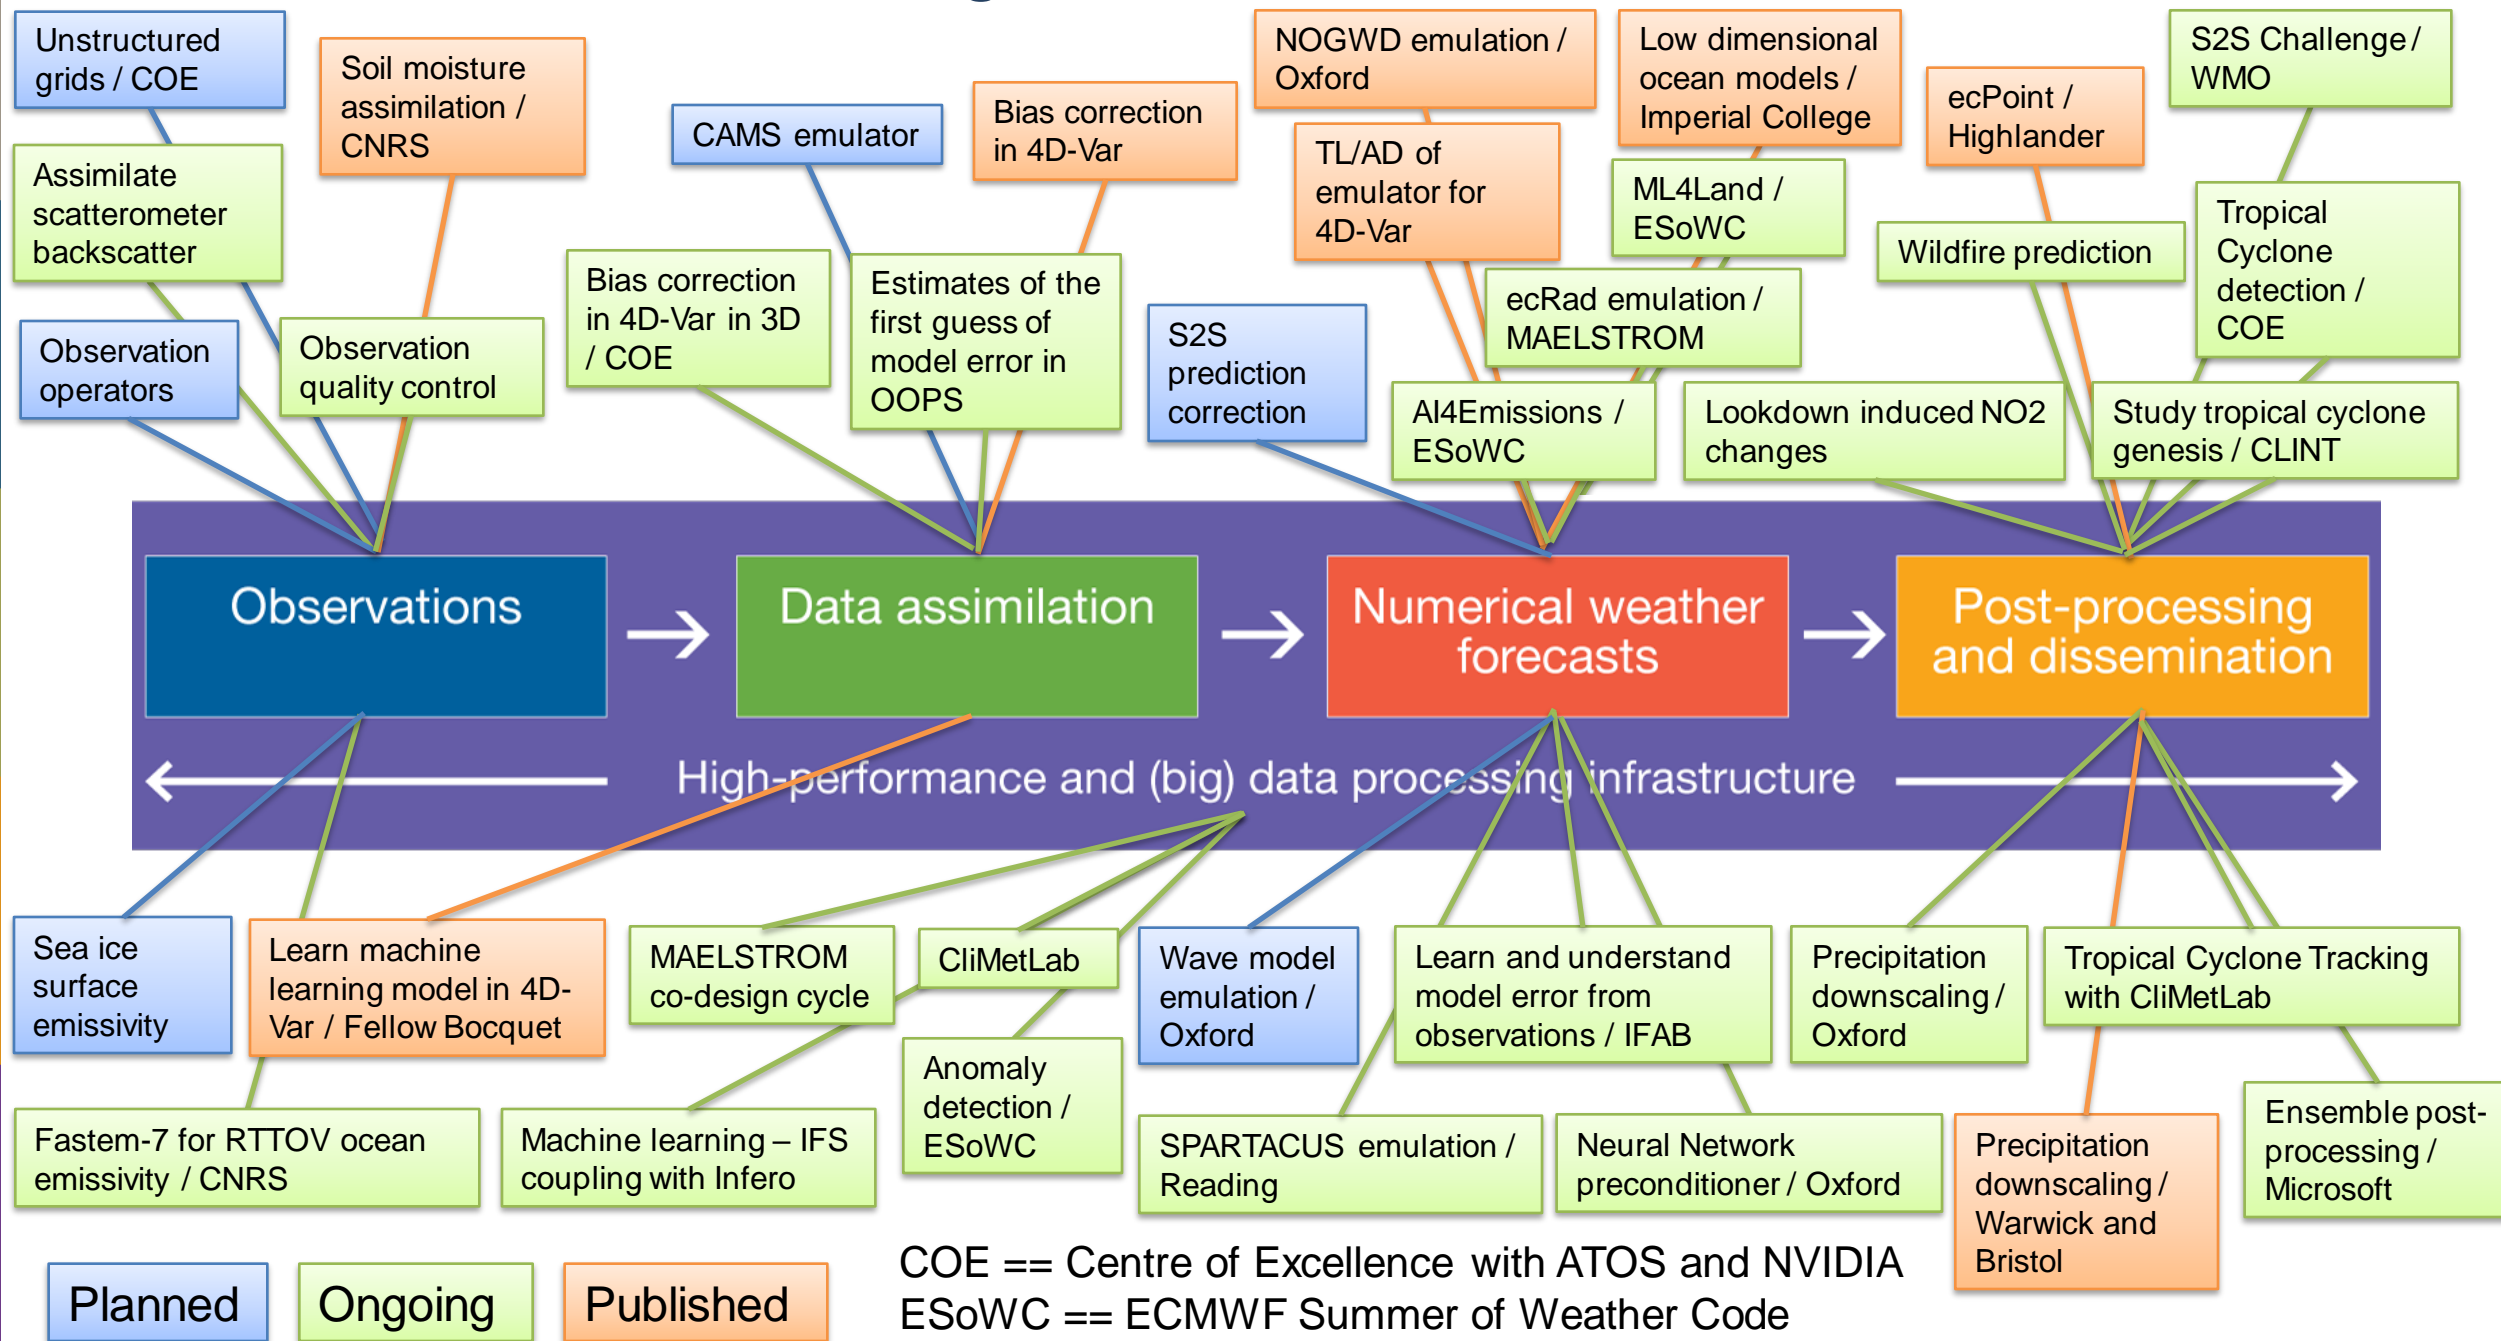 Unstructured
grids / COE
Soil moisture
assimilation /
CNRS
Assimilate
scatterometer
backscatter
Observation
operators
Observation
quality control
CAMS emulator
Bias correction
in 4D-Var
Bias correction
in 4D-Var in 3D
/ COE
Estimates of the
first guess of
model error in
OOPS
NOGWD emulation /
Oxford
Low dimensional
ocean models /
Imperial College
TL/AD of
emulator for
4D-Var
ML4Land /
ESoWC
ecRad emulation /
MAELSTROM
S2S
prediction
correction
AI4Emissions /
ESoWC
ecPoint /
Highlander
S2S Challenge /
WMO
Wildfire prediction
Tropical
Cyclone
detection /
COE
Lookdown induced NO2
changes
Study tropical cyclone
genesis / CLINT
Observations
Data assimilation
Numerical weather
forecasts
Post-processing
and dissemination
High-performance and (big) data processing infrastructure
Sea ice
surface
emissivity
Learn machine
learning model in 4D-
Var / Fellow Bocquet
MAELSTROM
co-design cycle
CliMetLab
Wave model
emulation /
Oxford
Learn and understand
model error from
observations / IFAB
Precipitation
downscaling /
Oxford
Tropical Cyclone Tracking
with CliMetLab
Fastem-7 for RTTOV ocean
emissivity / CNRS
Machine learning – IFS
coupling with Infero
Anomaly
detection /
ESoWC
SPARTACUS emulation /
Reading
Neural Network
preconditioner / Oxford
Precipitation
downscaling /
Warwick and
Bristol
Ensemble post-
processing /
Microsoft
Planned
Ongoing
Published
COE == Centre of Excellence with ATOS and NVIDIA
ESoWC == ECMWF Summer of Weather Code